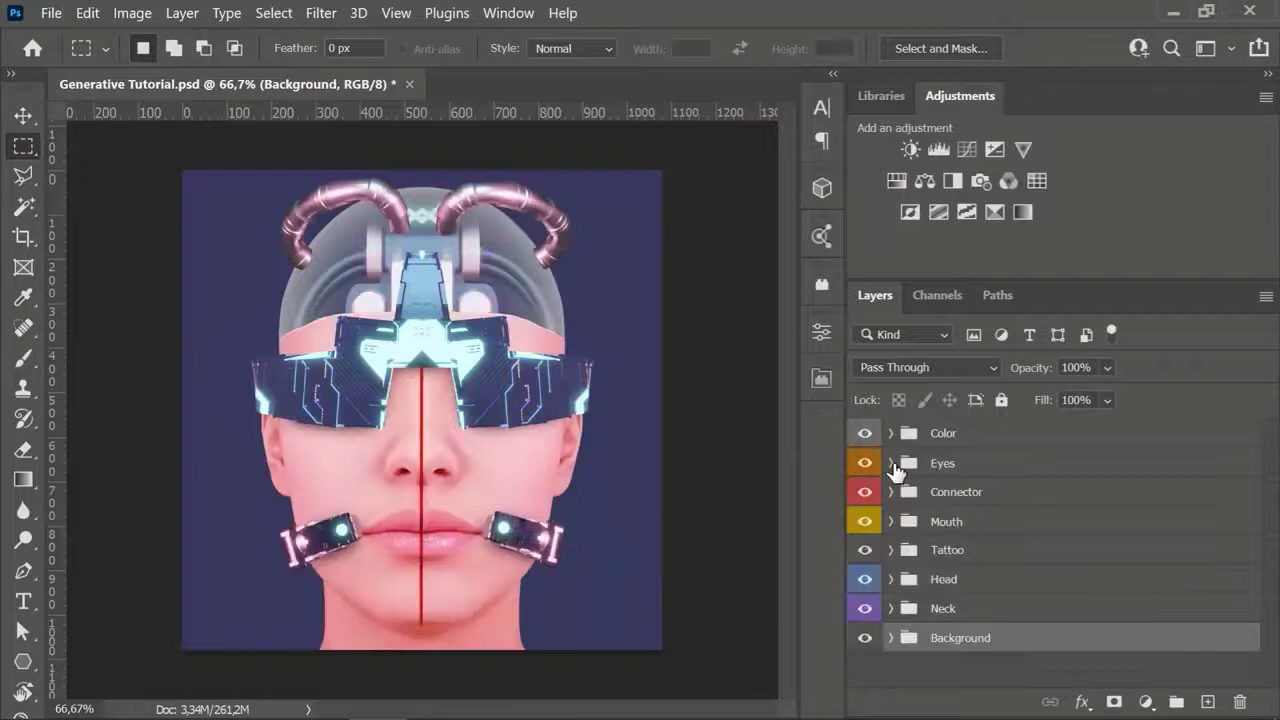 Ps File Edit Image Layer Type Select Filter 3D View Plugins Window Help
Feather: 0 px Anti-alias Style: Normal Width: Height: Select and Mask...
Generative Tutorial.psd @ 66,7% (Background, RGB/8) *
0 200 100 0 100 200 300 400 500 600 700 800 900 1000 1100 1200 130
Libraries Adjustments
Add an adjustment
Layers Channels Paths
Kind
Pass Through Opacity: 100%
Lock: Fill: 100%
Color
Eyes
Connector
Mouth
Tattoo
Head
Neck
Background
66,67% Doc: 3,34M/261,2M